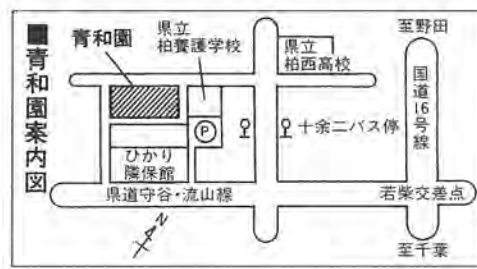 ■青和園案内図
青和園
県立
柏養護学校
県立
柏西高校
至野田
国道16号線
P
十余二バス停
ひかり
隣保館
県道守谷・流山線
若柴交差点
至千葉
N